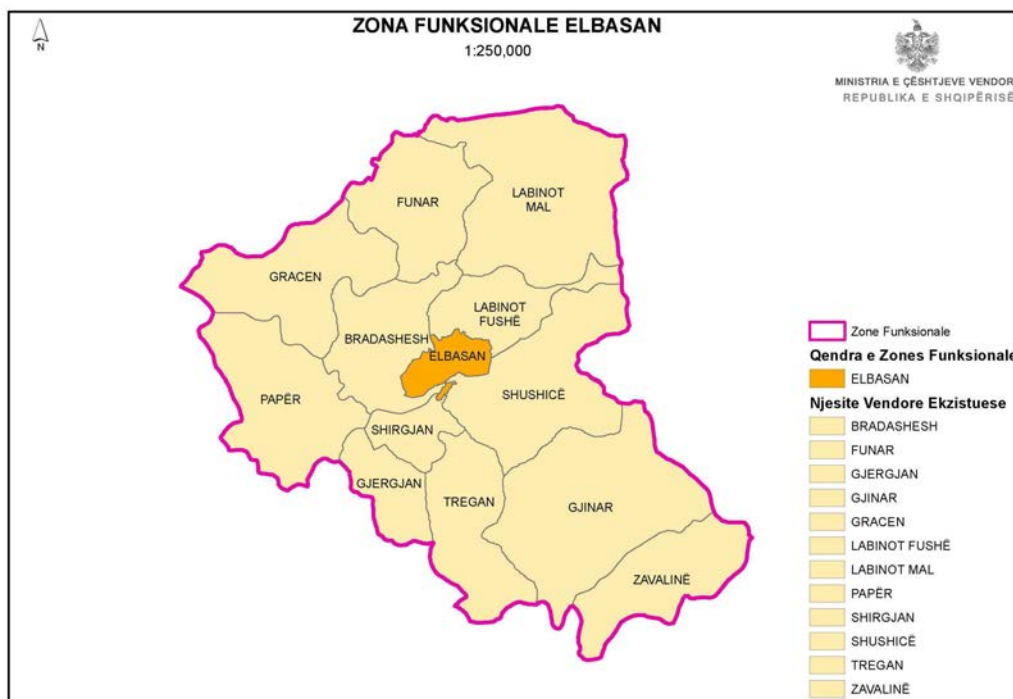 ZONA FUNKSIONALE ELBASAN
1:250,000
N
MINISTRIA E ÇËSHTJEVE VENDOR
REPUBLIKA E SHQIPËRISË
FUNAR
LABINOT
MAL
GRACEN
LABINOT
FUSHË
BRADASHESH
ELBASAN
PAPËR
SHUSHICË
SHIRGJAN
GJERGJAN
TREGAN
GJINAR
ZAVALINË
Zone Funksionale
Qendra e Zones Funksionale
ELBASAN
Njesite Vendore Ekzistuese
BRADASHESH
FUNAR
GJERGJAN
GJINAR
GRACEN
LABINOT FUSHË
LABINOT MAL
PAPËR
SHIRGJAN
SHUSHICË
TREGAN
ZAVALINË